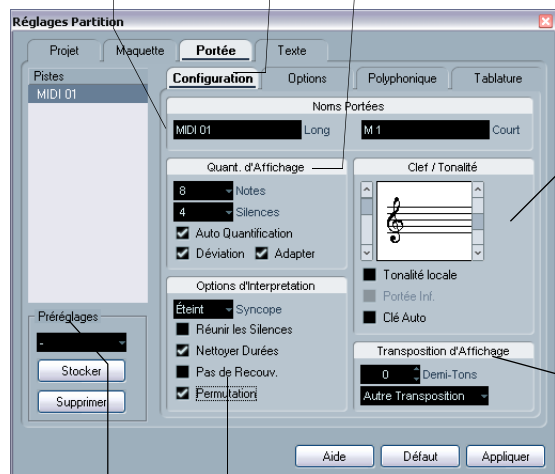 Réglages Partition
Projet Maquette Portée Texte
Pistes
MIDI 01
Configuration Options Polyphonique Tablature
Noms Portées
MIDI 01 Long M 1 Court
Quant. d'Affichage
8 Notes
4 Silences
Auto Quantification
Déviation Adapter
Clef / Tonalité
Tonalité locale
Portée Inf.
Clé Auto
Options d'Interpretation
Éteint Syncope
Réunir les Silences
Nettoyer Durées
Pas de Recouv.
Permutation
Transposition d'Affichage
0 Demi-Tons
Autre Transposition
Préréglages
-
Stocker
Supprimer
Aide Défaut Appliquer